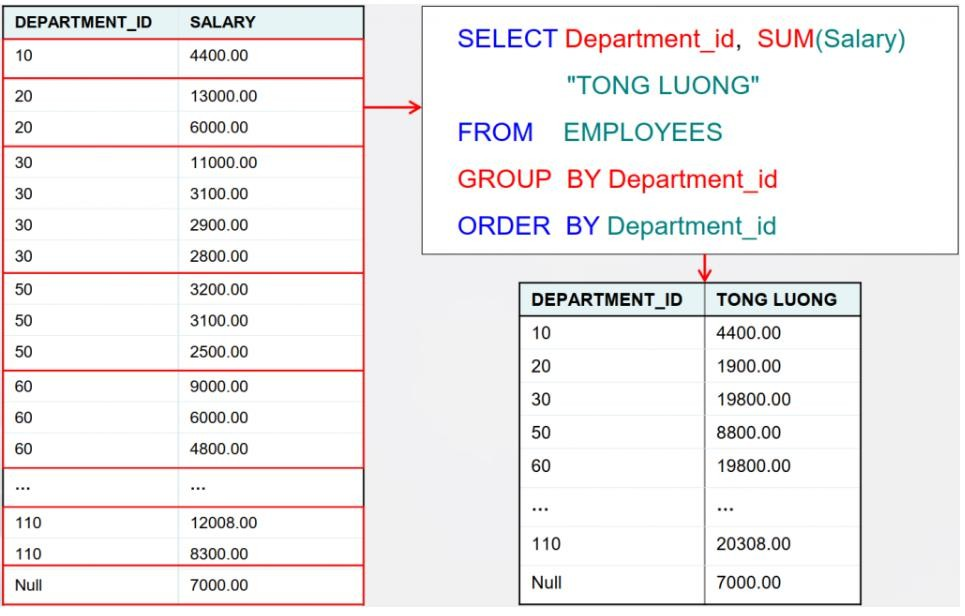 DEPARTMENT_ID SALARY
10 4400.00
20 13000.00
20 6000.00
30 11000.00
30 3100.00
30 2900.00
30 2800.00
50 3200.00
50 3100.00
50 2500.00
60 9000.00
60 6000.00
60 4800.00
... ...
110 12008.00
110 8300.00
Null 7000.00
SELECT Department_id, SUM(Salary)
"TONG LUONG"
FROM EMPLOYEES
GROUP BY Department_id
ORDER BY Department_id
DEPARTMENT_ID TONG LUONG
10 4400.00
20 1900.00
30 19800.00
50 8800.00
60 19800.00
... ...
110 20308.00
Null 7000.00